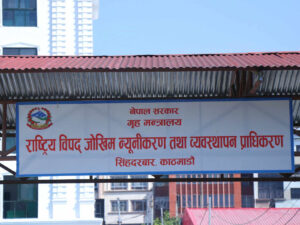 नेपाल सरकार
गृह मन्त्रालय
राष्ट्रिय विपद् जोखिम न्यूनीकरण तथा व्यवस्थापन प्राधिकरण
सिंहदरबार, काठमाडौं